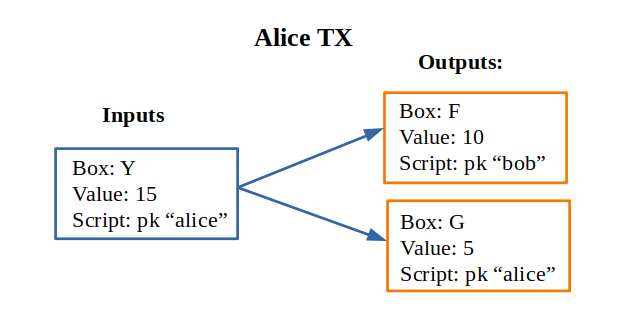 Alice TX
Inputs
Box: Y
Value: 15
Script: pk “alice”
Outputs:
Box: F
Value: 10
Script: pk “bob”
Box: G
Value: 5
Script: pk “alice”